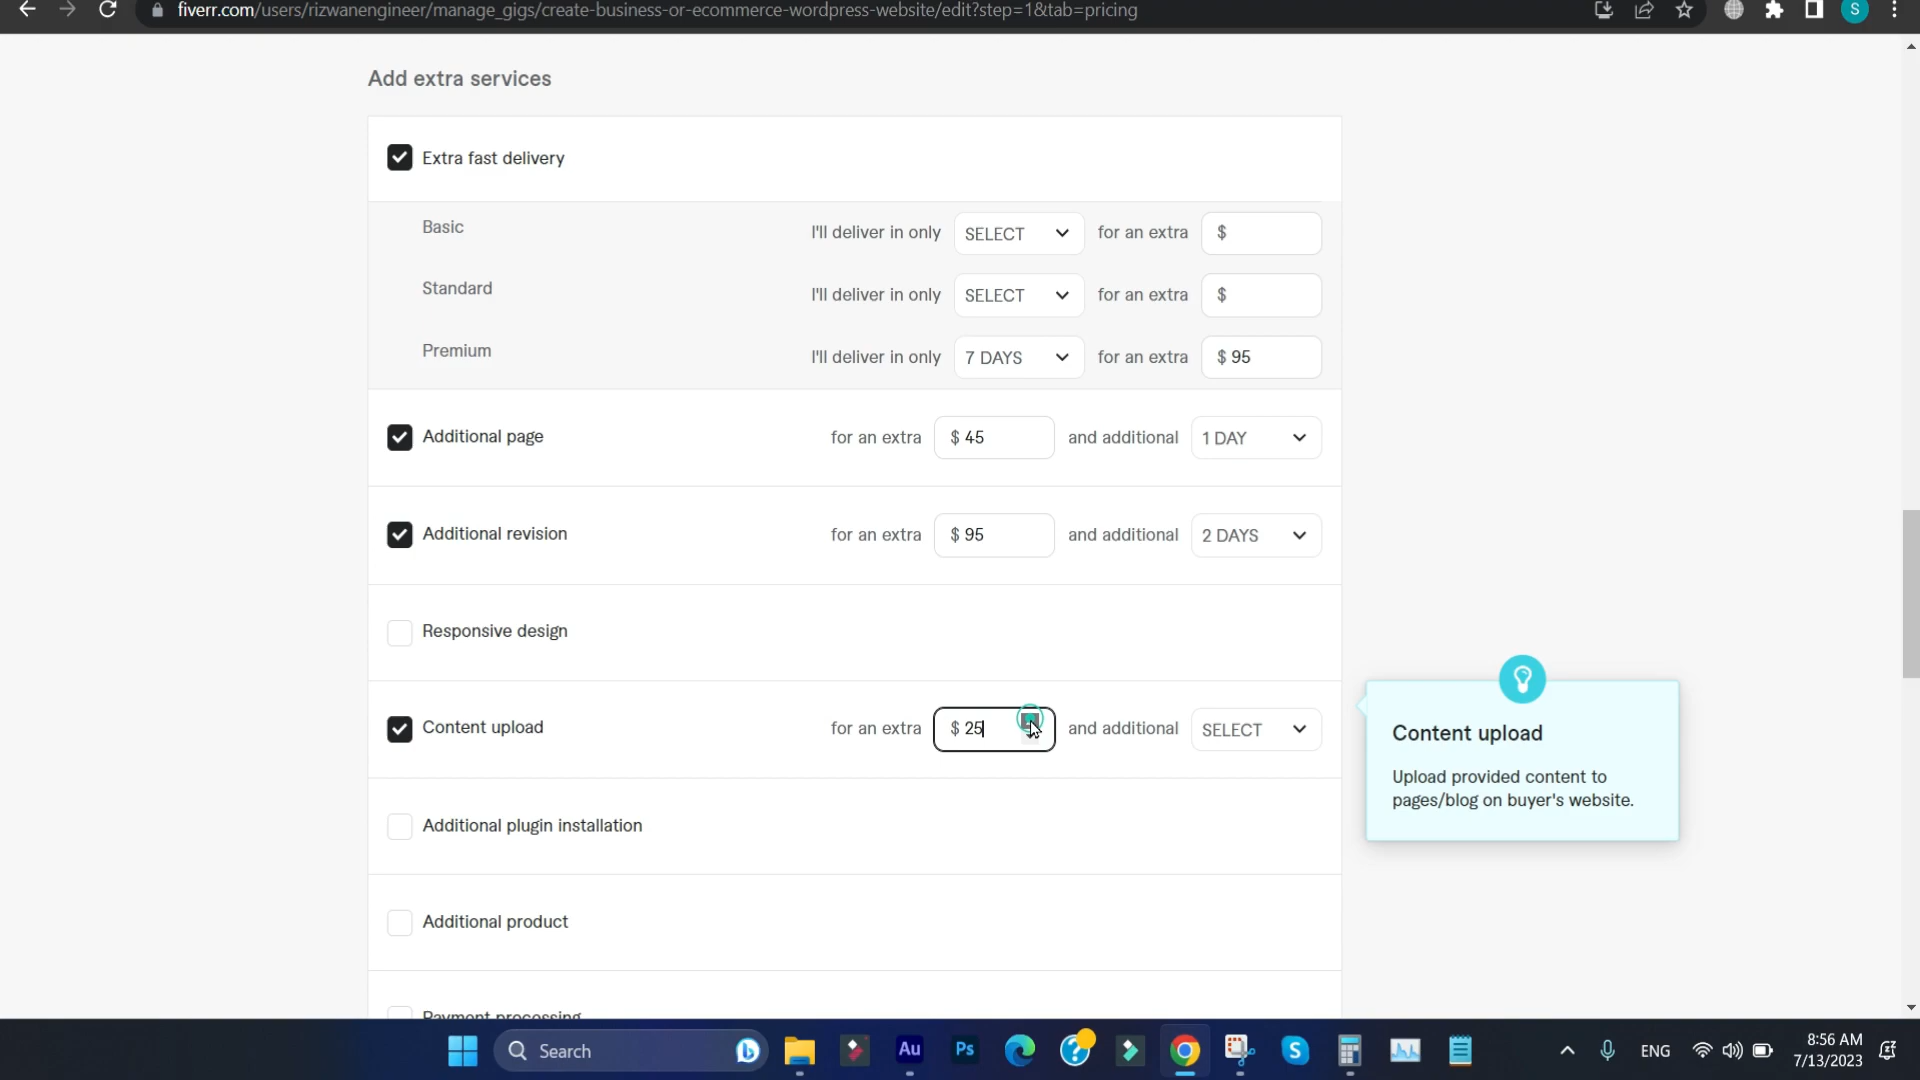 fiverr.com/users/rizwanengineer/manage_gigs/create-business-or-ecommerce-wordpress-website/edit?step=1&tab=pricing
S
Add extra services
Extra fast delivery
Basic I'll deliver in only SELECT for an extra $
Standard I'll deliver in only SELECT for an extra $
Premium I'll deliver in only 7 DAYS for an extra $ 95
Additional page for an extra $ 45 and additional 1 DAY
Additional revision for an extra $ 95 and additional 2 DAYS
Responsive design
Content upload for an extra $ 25 and additional SELECT
Content upload
Upload provided content to
pages/blog on buyer's website.
Additional plugin installation
Additional product
Payment processing
Search
Au
Ps
ENG
8:56 AM
7/13/2023